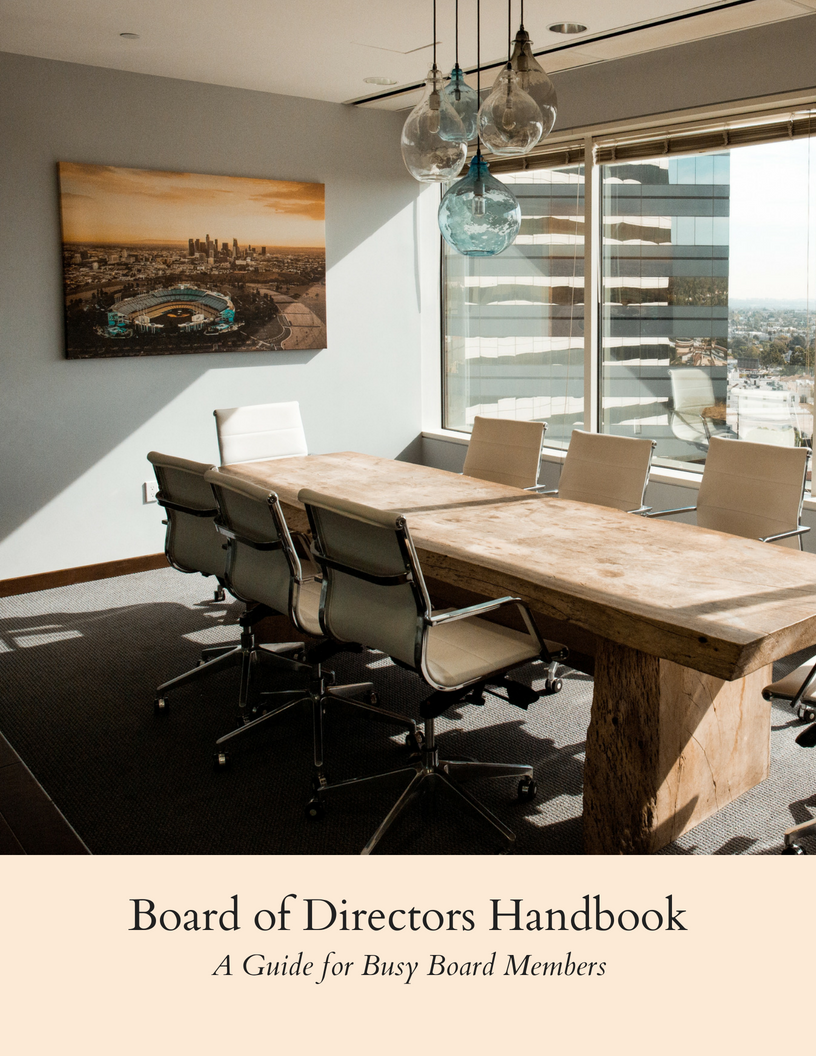 Board of Directors Handbook
A Guide for Busy Board Members